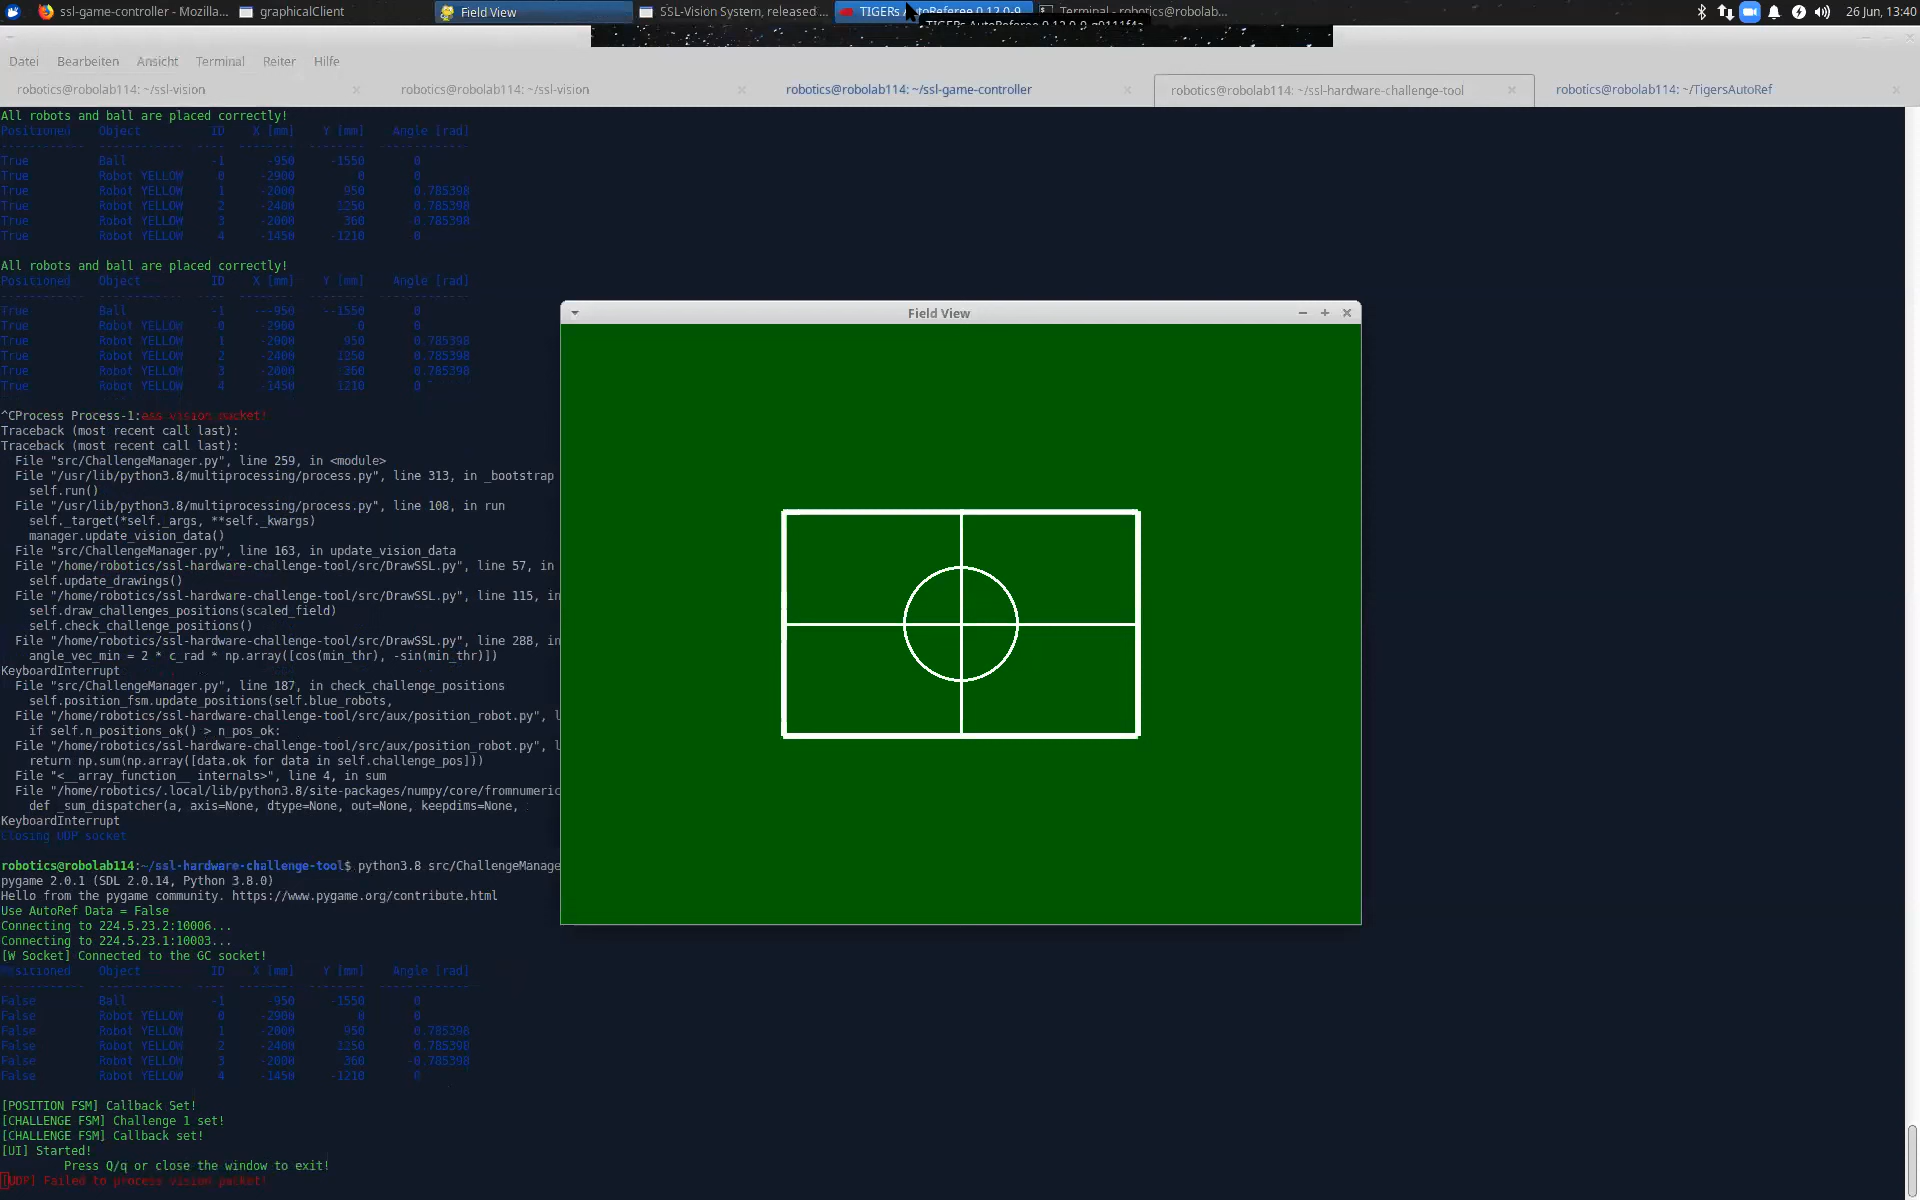 ssl-game-controller - Mozilla...
graphicalClient
Field View
SSL-Vision System, released ...
TIGERs AutoReferee 0.12.0-9
Terminal - robotics@robolab...
26 Jun, 13:40
Datei Bearbeiten Ansicht Terminal Reiter Hilfe
robotics@robolab114: ~/ssl-vision
robotics@robolab114: ~/ssl-vision
robotics@robolab114: ~/ssl-game-controller
robotics@robolab114: ~/ssl-hardware-challenge-tool
robotics@robolab114: ~/TigersAutoRef
All robots and ball are placed correctly!
Positioned Object ID X [mm] Y [mm] Angle [rad]
True Ball -1 -950 -1550 0
True Robot YELLOW 0 -2900 0 0
True Robot YELLOW 1 -2000 950 0.785398
True Robot YELLOW 2 -2400 1250 0.785398
True Robot YELLOW 3 -2000 360 -0.785398
True Robot YELLOW 4 -1450 -1210 0
All robots and ball are placed correctly!
Positioned Object ID X [mm] Y [mm] Angle [rad]
True Ball -1 ---950 --1550 0
True Robot YELLOW 0 -2900 0 0
True Robot YELLOW 1 -2900 950 0.785398
True Robot YELLOW 2 -2400 1250 0.785398
True Robot YELLOW 3 -2000 360 0.785398
True Robot YELLOW 4 -1450 1210 0
^CProcess Process-1:ess vision packet!
Traceback (most recent call last):
Traceback (most recent call last):
File "src/ChallengeManager.py", line 259, in <module>
File "/usr/lib/python3.8/multiprocessing/process.py", line 313, in _bootstrap
self.run()
File "/usr/lib/python3.8/multiprocessing/process.py", line 108, in run
self._target(*self._args, **self._kwargs)
manager.update_vision_data()
File "src/ChallengeManager.py", line 163, in update_vision_data
File "/home/robotics/ssl-hardware-challenge-tool/src/DrawSSL.py", line 57, in
self.update_drawings()
File "/home/robotics/ssl-hardware-challenge-tool/src/DrawSSL.py", line 115, in
self.draw_challenges_positions(scaled_field)
self.check_challenge_positions()
File "/home/robotics/ssl-hardware-challenge-tool/src/DrawSSL.py", line 288, in
angle_vec_min = 2 * c_rad * np.array([cos(min_thr), -sin(min_thr)])
KeyboardInterrupt
File "src/ChallengeManager.py", line 187, in check_challenge_positions
self.position_fsm.update_positions(self.blue_robots,
File "/home/robotics/ssl-hardware-challenge-tool/src/aux/position_robot.py", l
if self.n_positions_ok() > n_pos_ok:
File "/home/robotics/ssl-hardware-challenge-tool/src/aux/position_robot.py", l
return np.sum(np.array([data.ok for data in self.challenge_pos]))
File "<__array_function__ internals>", line 4, in sum
File "/home/robotics/.local/lib/python3.8/site-packages/numpy/core/fromnumeric
def _sum_dispatcher(a, axis=None, dtype=None, out=None, keepdims=None,
KeyboardInterrupt
Closing UDP socket
robotics@robolab114:~/ssl-hardware-challenge-tool$ python3.8 src/ChallengeManage
pygame 2.0.1 (SDL 2.0.14, Python 3.8.0)
Hello from the pygame community. https://www.pygame.org/contribute.html
Use AutoRef Data = False
Connecting to 224.5.23.2:10006...
Connecting to 224.5.23.1:10003...
[W Socket] Connected to the GC socket!
Positioned Object ID X [mm] Y [mm] Angle [rad]
False Ball -1 -950 -1550 0
False Robot YELLOW 0 -2900 0 0
False Robot YELLOW 1 -2000 950 0.785398
False Robot YELLOW 2 -2400 1250 0.785398
False Robot YELLOW 3 -2000 360 -0.785398
False Robot YELLOW 4 -1450 -1210 0
[POSITION FSM] Callback Set!
[CHALLENGE FSM] Challenge 1 set!
[CHALLENGE FSM] Callback set!
[UI] Started!
Press Q/q or close the window to exit!
[UDP] Failed to process vision packet!
Field View